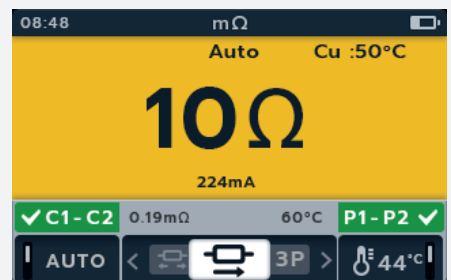 08:48 mΩ
Auto Cu :50°C
10Ω
224mA
✓ C1-C2 0.19mΩ 60°C P1-P2 ✓
AUTO < 3P > 44°C